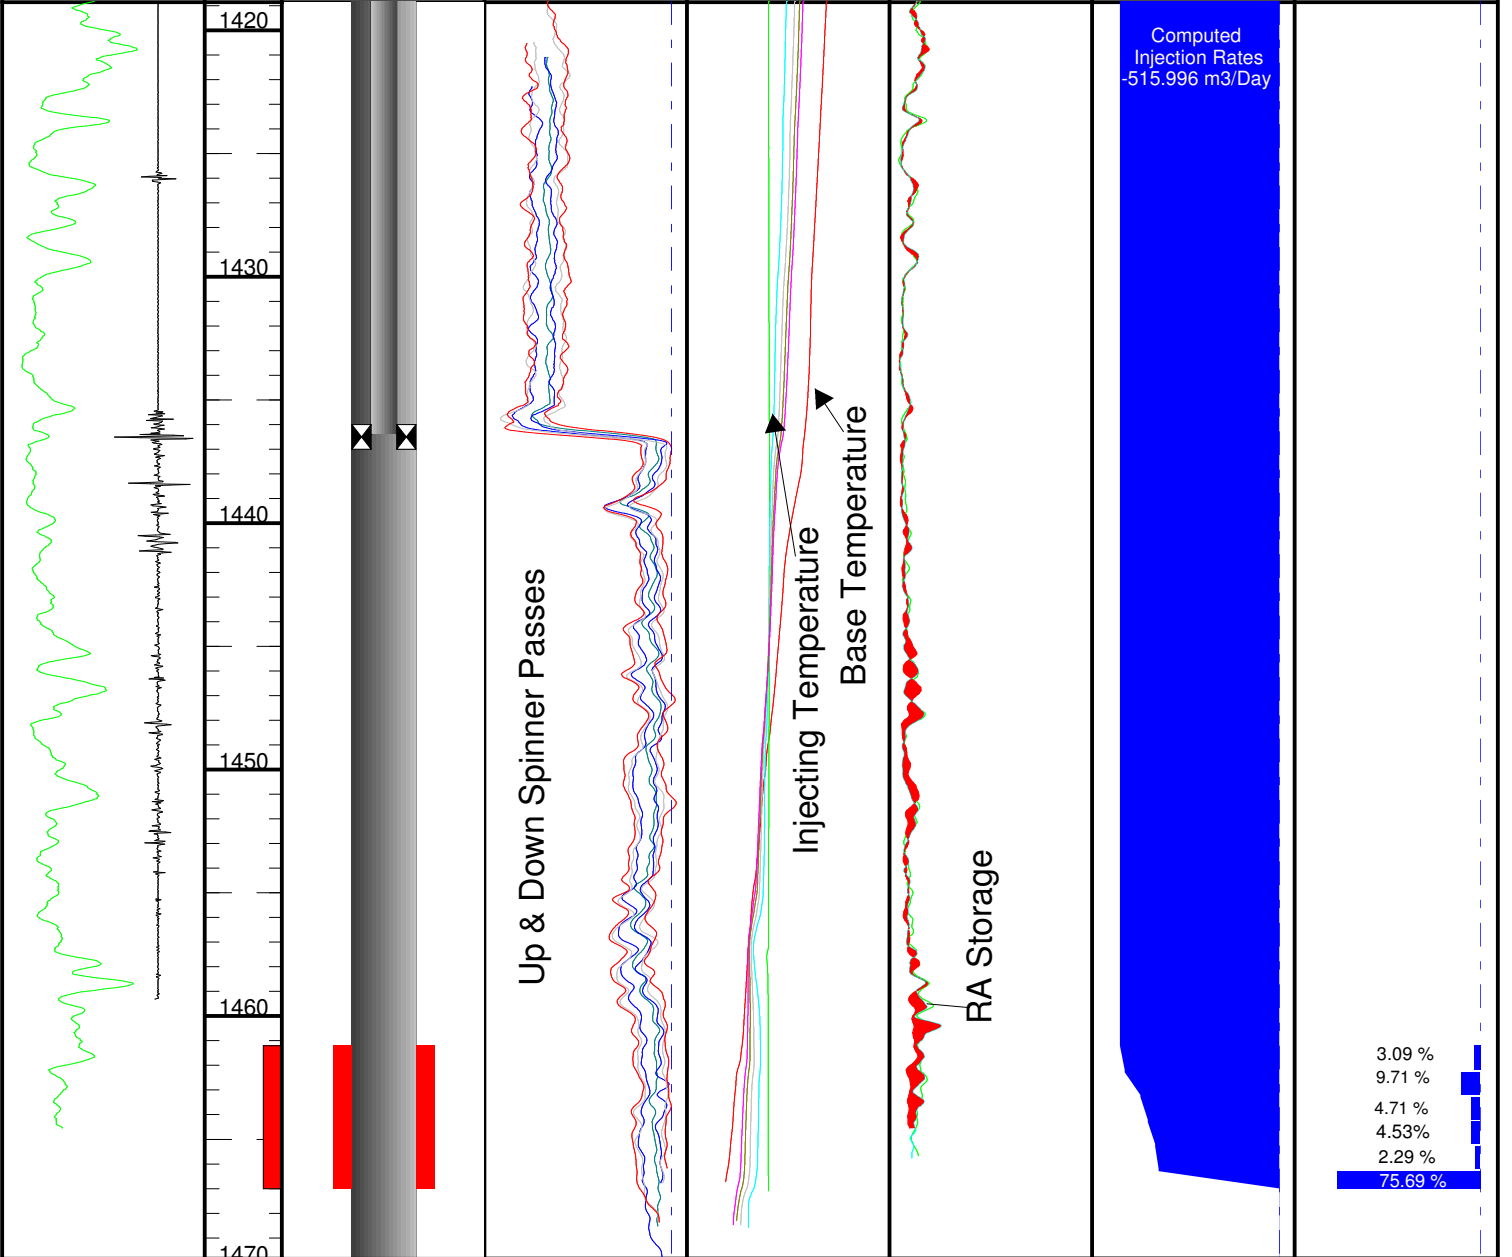 1420
Computed
Injection Rates
-515.996 m3/Day
1430
1440
1450
1460
1470
Up & Down Spinner Passes
Injecting Temperature
Base Temperature
RA Storage
3.09 %
9.71 %
4.71 %
4.53%
2.29 %
75.69 %